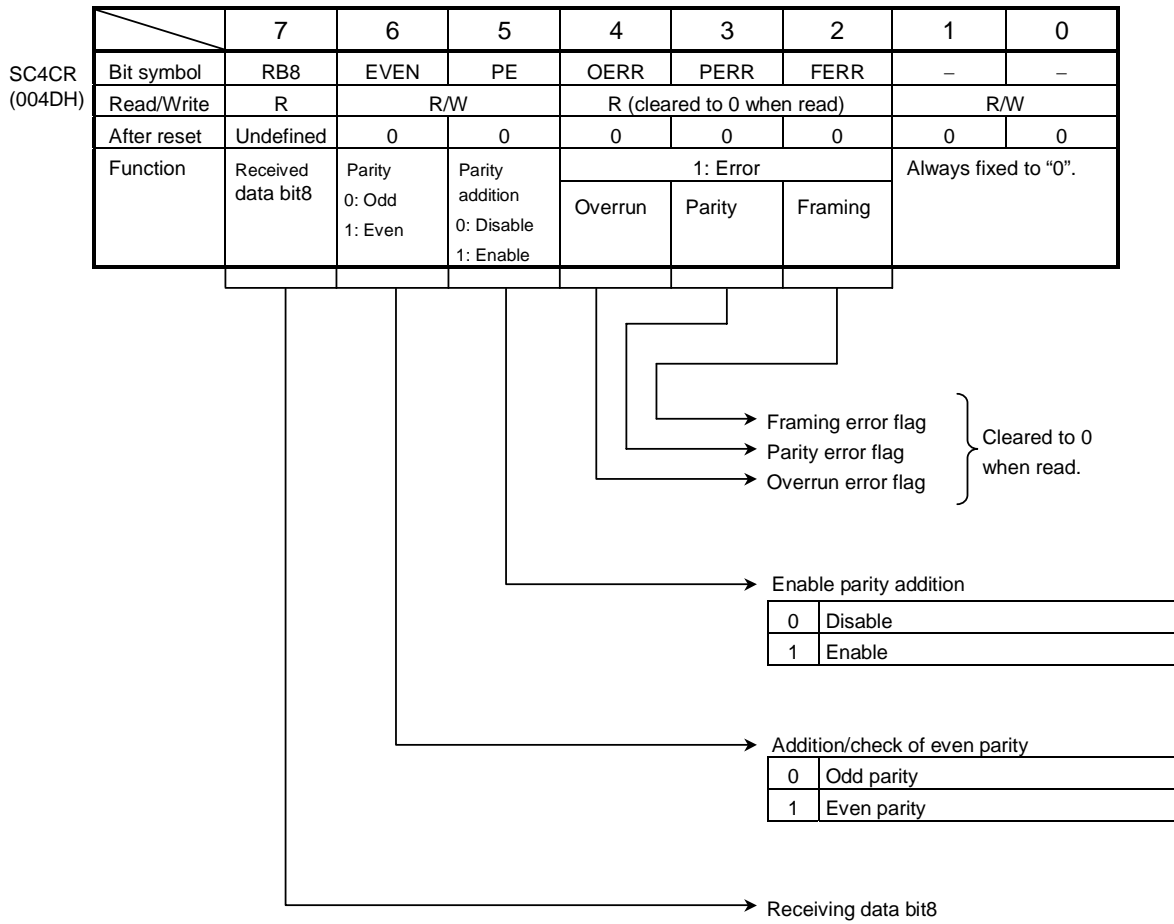 7 6 5 4 3 2 1 0
SC4CR
(004DH)
Bit symbol RB8 EVEN PE OERR PERR FERR – –
Read/Write R R/W R (cleared to 0 when read) R/W
After reset Undefined 0 0 0 0 0 0 0
Function
Received
data bit8
Parity
0: Odd
1: Even
Parity
addition
0: Disable
1: Enable
1: Error
Overrun Parity Framing
Always fixed to “0”.
Framing error flag
Parity error flag
Overrun error flag
Cleared to 0
when read.
Enable parity addition
0 Disable
1 Enable
Addition/check of even parity
0 Odd parity
1 Even parity
Receiving data bit8